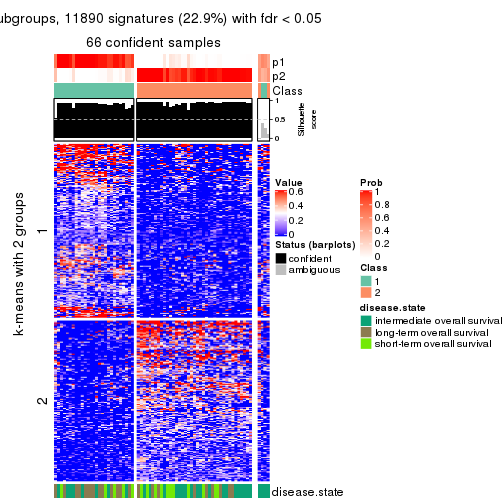 ubgroups, 11890 signatures (22.9%) with fdr < 0.05
66 confident samples
p1
p2
Class
1
0.5
0
Silhouette
score
k-means with 2 groups
1
2
Value
0.6
0.4
0.2
0
Status (barplots)
confident
ambiguous
Prob
1
0.8
0.6
0.4
0.2
0
Class
1
2
disease.state
intermediate overall survival
long-term overall survival
short-term overall survival
disease.state